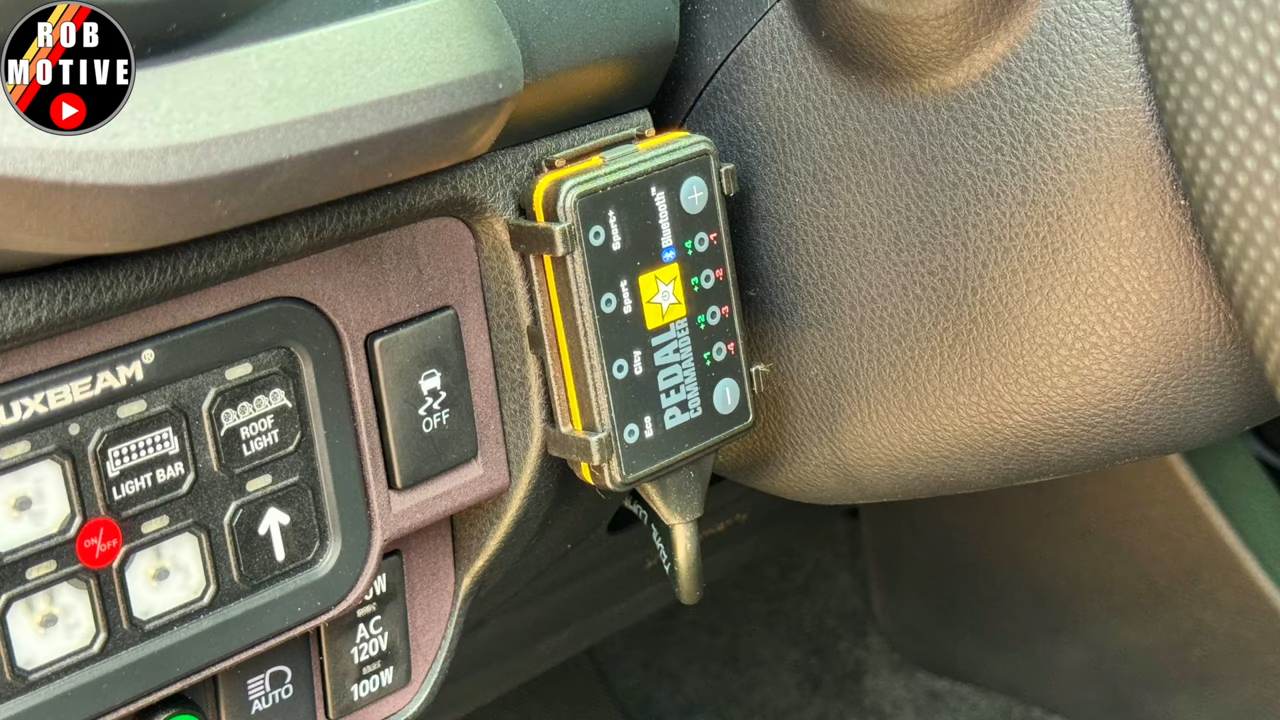 ROB
MOTIVE
UXBEAM®
LIGHT BAR
ROOF
LIGHT
ON/OFF
OFF
AC
120V
100W
AUTO
Sport+
Sport
City
Eco
Bluetooth™
PEDAL
COMMANDER
+
+4 -1
+3 -2
+2 -3
+1 -4
−